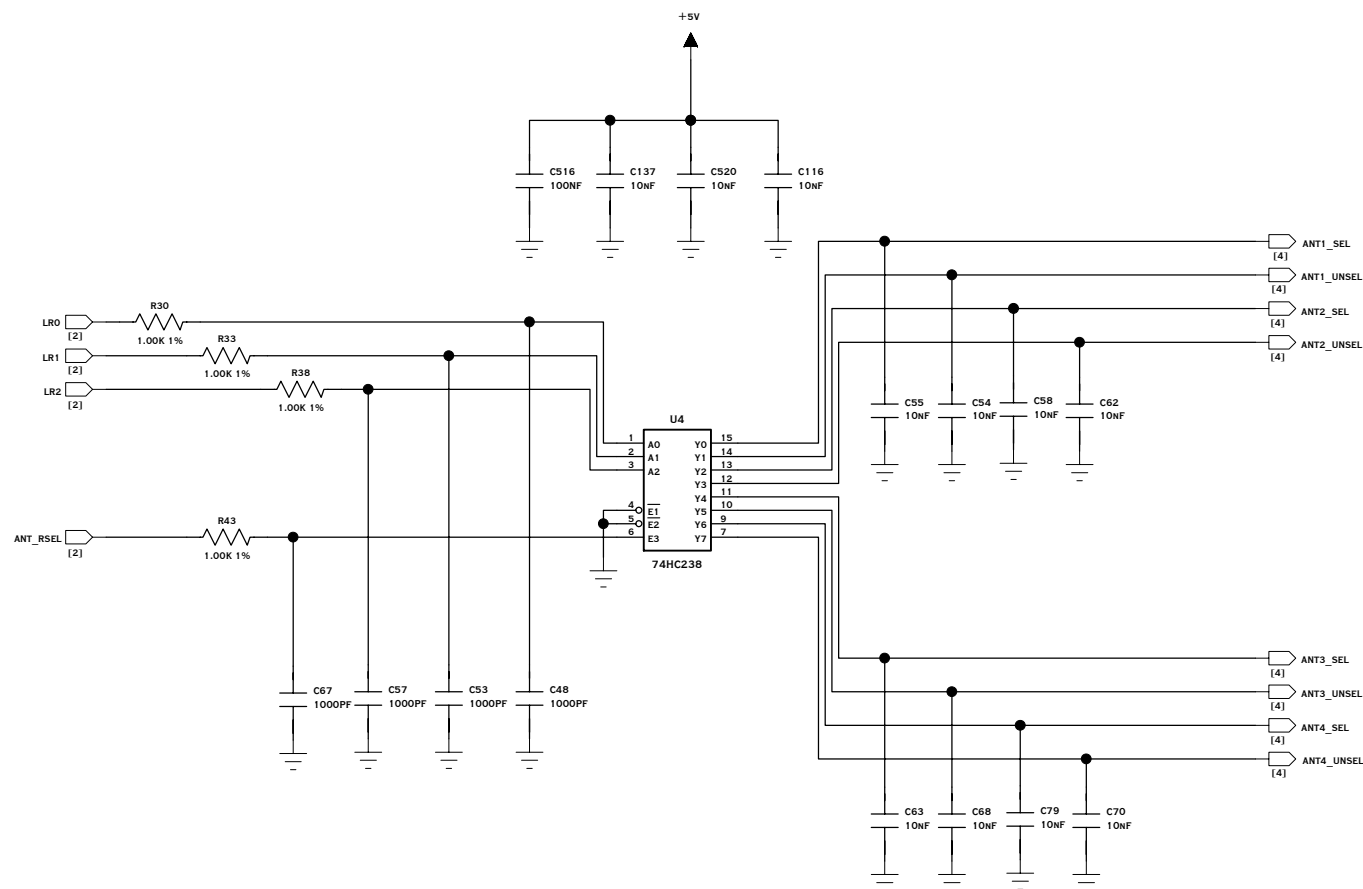 +5V
C516
100NF
C137
10NF
C520
10NF
C116
10NF
ANT1_SEL
[4]
ANT1_UNSEL
[4]
ANT2_SEL
[4]
ANT2_UNSEL
[4]
LR0
[2]
R30
1.00K 1%
LR1
[2]
R33
1.00K 1%
LR2
[2]
R38
1.00K 1%
C55
10NF
C54
10NF
C58
10NF
C62
10NF
U4
1 A0 Y0 15
2 A1 Y1 14
3 A2 Y2 13
Y3 12
Y4 11
4 E1 Y5 10
5 E2 Y6 9
6 E3 Y7 7
74HC238
ANT_RSEL
[2]
R43
1.00K 1%
ANT3_SEL
[4]
ANT3_UNSEL
[4]
ANT4_SEL
[4]
ANT4_UNSEL
[4]
C67
1000PF
C57
1000PF
C53
1000PF
C48
1000PF
C63
10NF
C68
10NF
C79
10NF
C70
10NF